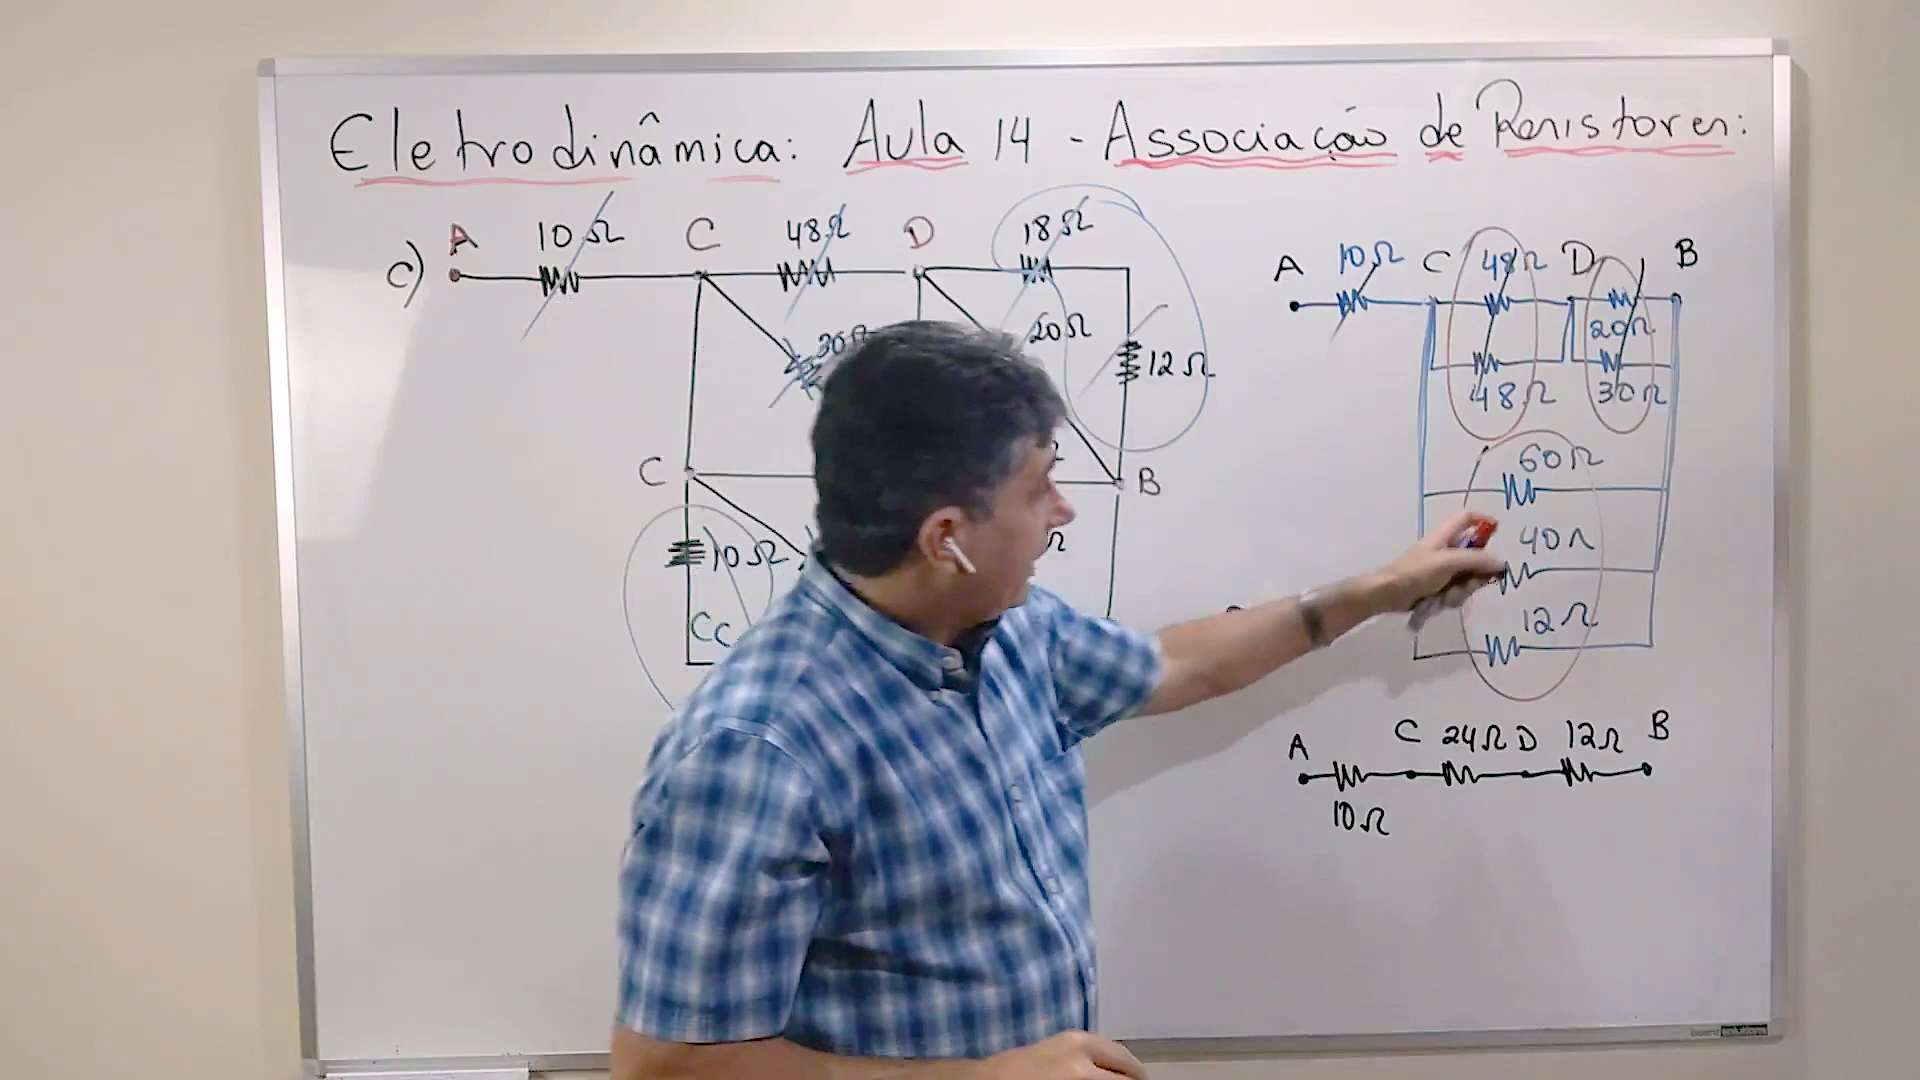 Eletrodinâmica: Aula 14 - Associação de Resistores:
c) A 10Ω C 48Ω D 18Ω
30Ω 20Ω 12Ω
C B
10Ω Ω
CC
A 10Ω C 48Ω D B
20Ω
48Ω 30Ω
60Ω
40Ω
12Ω
A C 24Ω D 12Ω B
10Ω